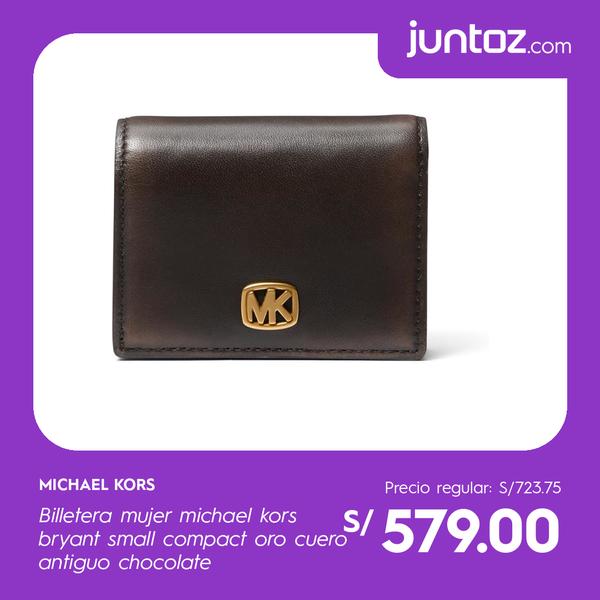 juntoz.com
MK
MICHAEL KORS
Billetera mujer michael kors
bryant small compact oro cuero
antiguo chocolate
Precio regular: S/723.75
S/ 579.00